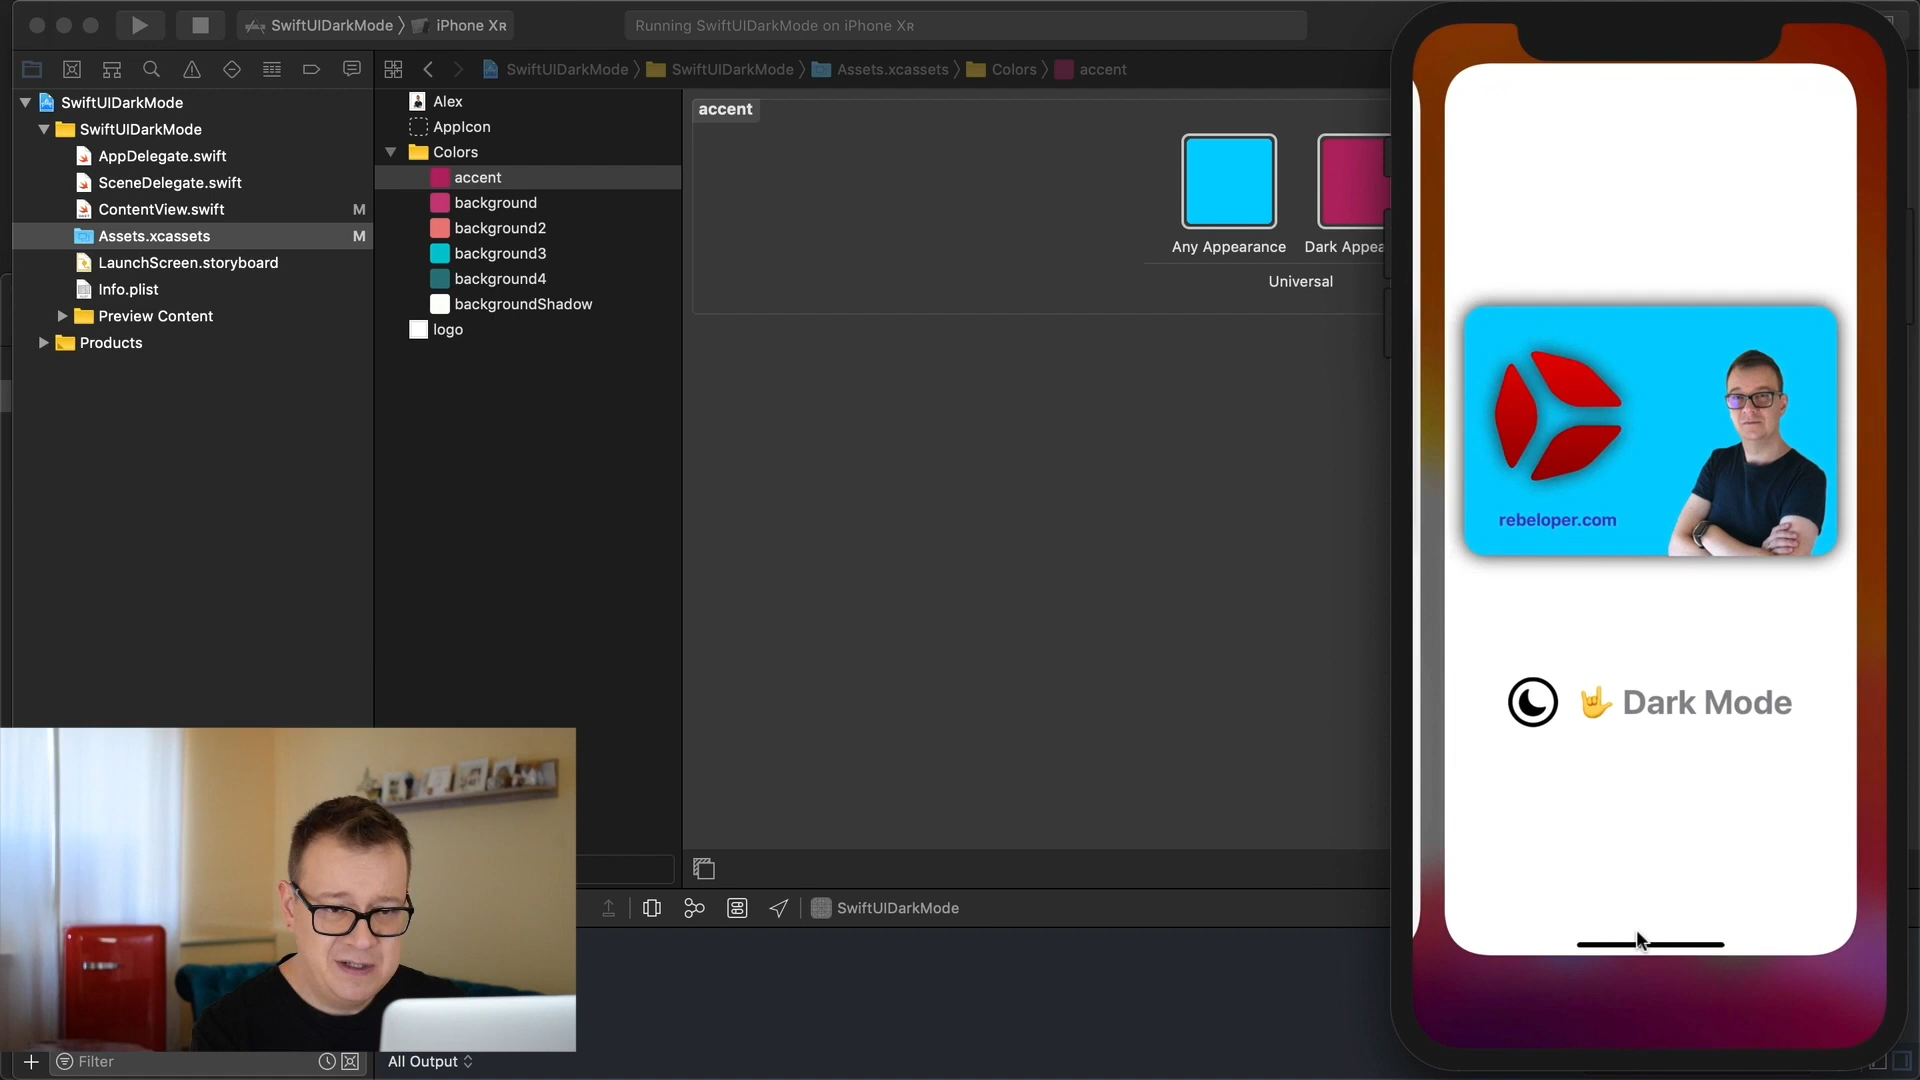 SwiftUIDarkMode 〉 iPhone Xʀ
Running SwiftUIDarkMode on iPhone Xʀ
SwiftUIDarkMode 〉 SwiftUIDarkMode 〉 Assets.xcassets 〉 Colors 〉 accent
SwiftUIDarkMode
SwiftUIDarkMode
AppDelegate.swift
SceneDelegate.swift
ContentView.swift M
Assets.xcassets M
LaunchScreen.storyboard
Info.plist
Preview Content
Products
Alex
AppIcon
Colors
accent
background
background2
background3
background4
backgroundShadow
logo
accent
Any Appearance Dark Appea
Universal
rebeloper.com
🤟 Dark Mode
SwiftUIDarkMode
Filter
All Output